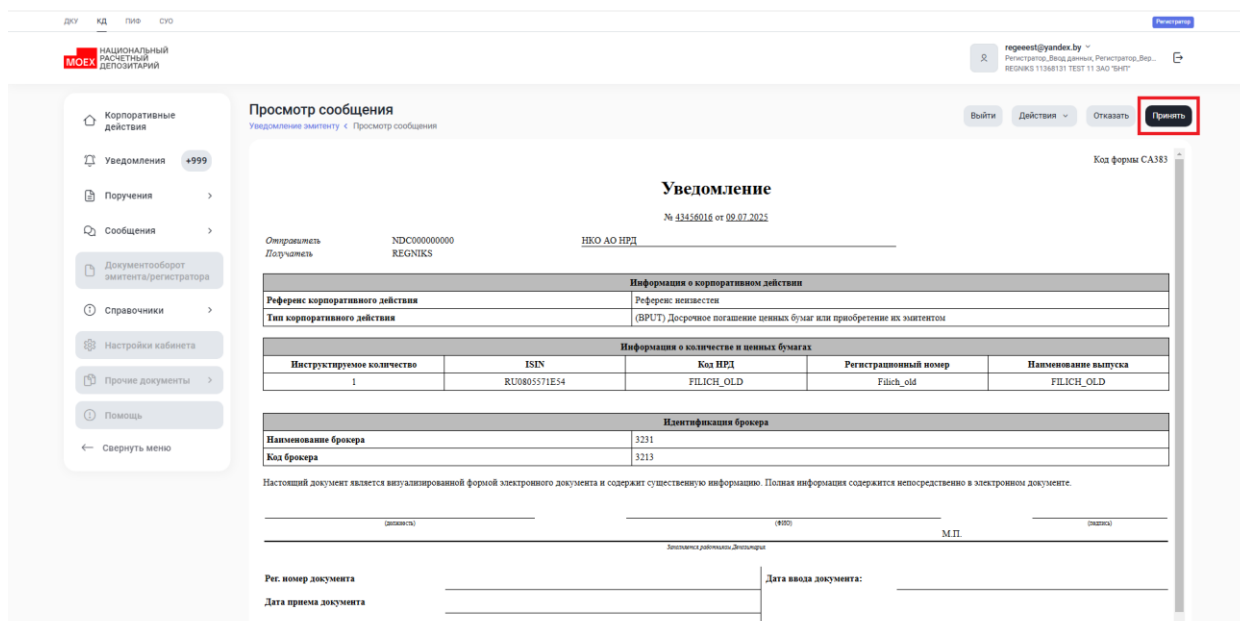 ДКУ КД ПИФ СУО
Регистратор
MOEX НАЦИОНАЛЬНЫЙ
РАСЧЕТНЫЙ
ДЕПОЗИТАРИЙ
regeeest@yandex.by
Регистратор_Ввод данных, Регистратор_Вер...
REGNIKS 11368131 TEST 11 ЗАО "БНП"
Корпоративные
действия
Уведомления +999
Поручения
Сообщения
Документооборот
эмитента/регистратора
Справочники
Настройки кабинета
Прочие документы
Помощь
Свернуть меню
Просмотр сообщения
Уведомление эмитенту < Просмотр сообщения
Выйти Действия Отказать Принять
Код формы CA383
Уведомление
№ 43456016 от 09.07.2025
Отправитель NDC000000000 НКО АО НРД
Получатель REGNIKS
Информация о корпоративном действии
Референс корпоративного действия Референс неизвестен
Тип корпоративного действия (BPUT) Досрочное погашение ценных бумаг или приобретение их эмитентом
Информация о количестве и ценных бумагах
Инструктируемое количество ISIN Код НРД Регистрационный номер Наименование выпуска
1 RU0805571E54 FILICH_OLD Filich_old FILICH_OLD
Идентификация брокера
Наименование брокера 3231
Код брокера 3213
Настоящий документ является визуализированной формой электронного документа и содержит существенную информацию. Полная информация содержится непосредственно в электронном документе.
(должность) (ФИО) (подпись)
М.П.
Заполняется работником Депозитария
Рег. номер документа Дата ввода документа:
Дата приема документа